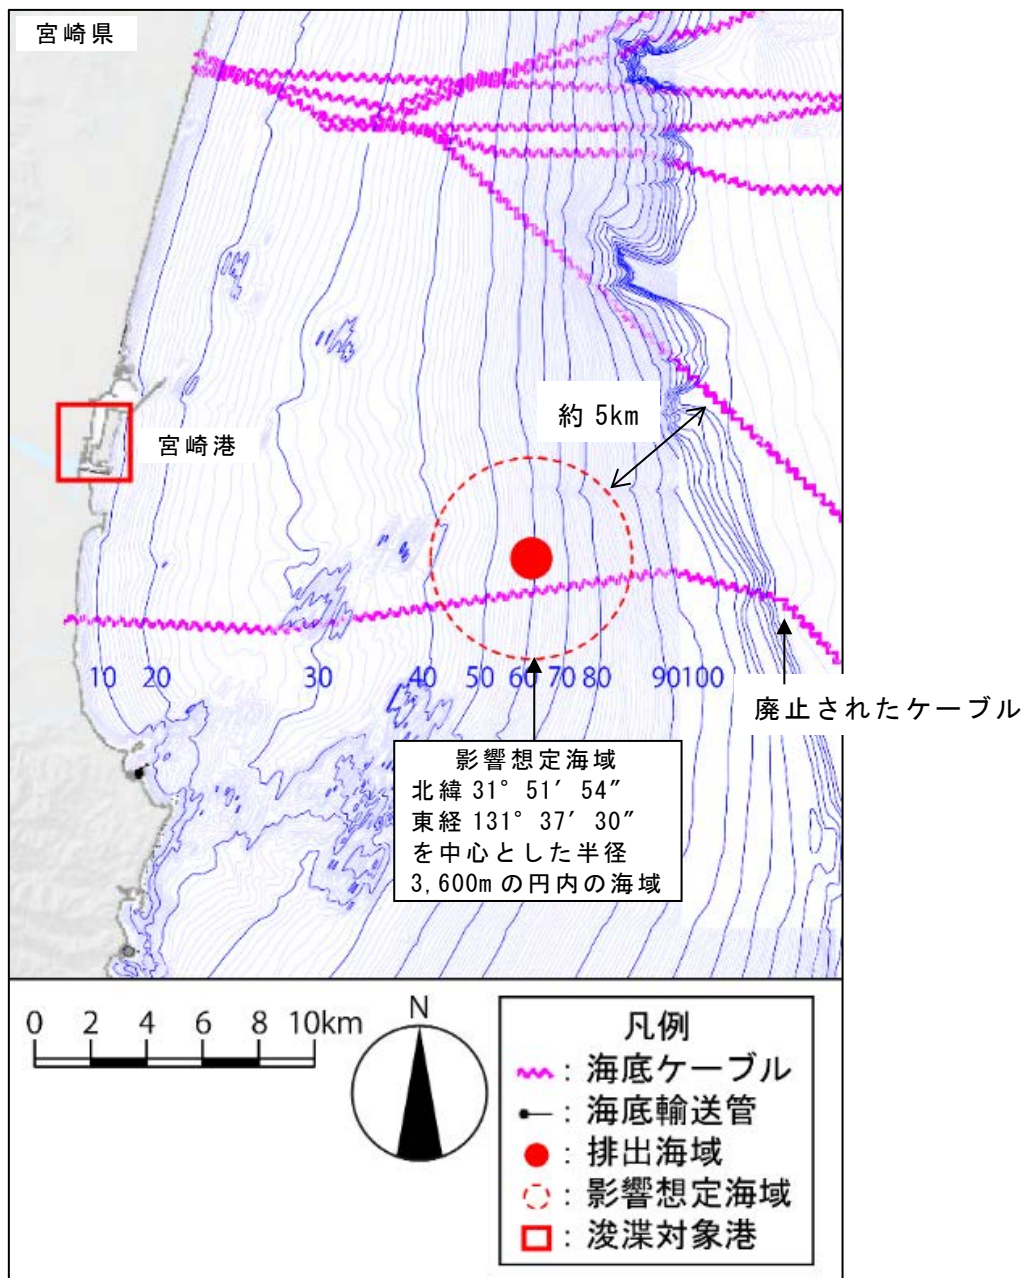 宮崎県
約 5km
宮崎港
10 20 30 40 50 60 70 80 90 100
廃止されたケーブル
影響想定海域
北緯 31° 51′ 54″
東経 131° 37′ 30″
を中心とした半径
3,600m の円内の海域
0 2 4 6 8 10km
N
凡例
：海底ケーブル
：海底輸送管
：排出海域
：影響想定海域
：浚渫対象港